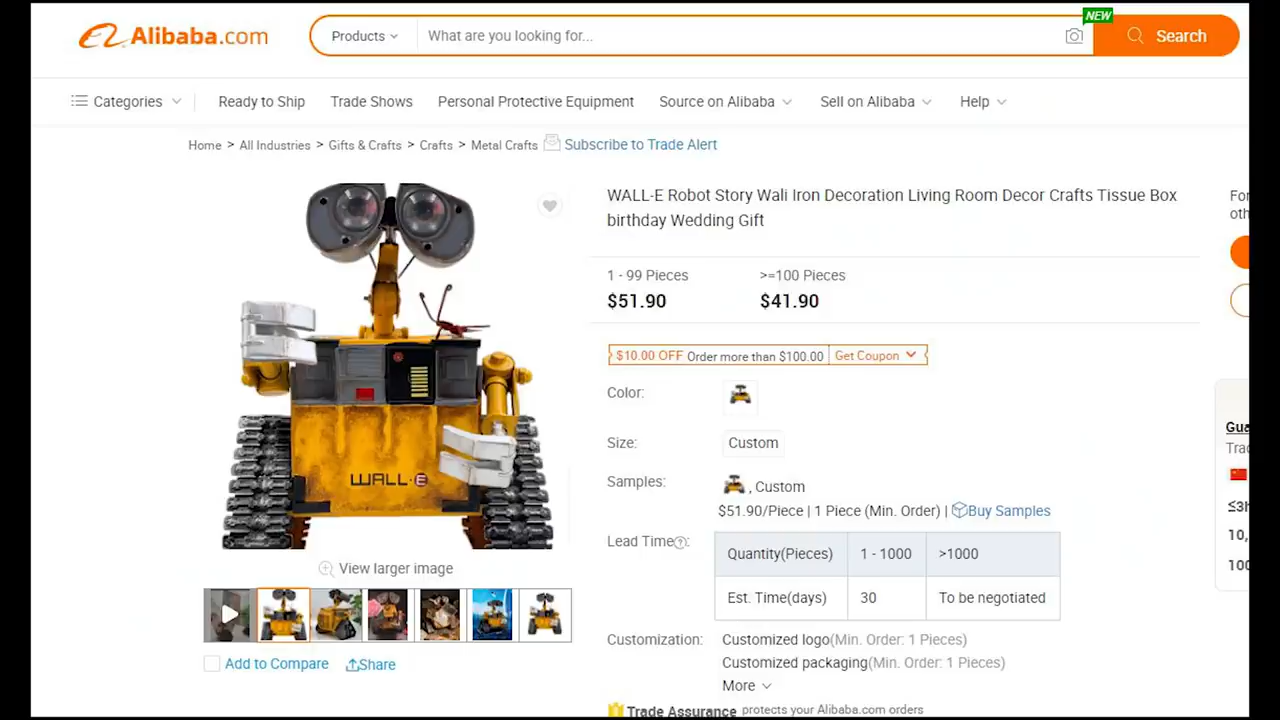 Alibaba.com
Products
What are you looking for...
NEW
Search
Categories
Ready to Ship
Trade Shows
Personal Protective Equipment
Source on Alibaba
Sell on Alibaba
Help
Home > All Industries > Gifts & Crafts > Crafts > Metal Crafts
Subscribe to Trade Alert
WALL-E Robot Story Wali Iron Decoration Living Room Decor Crafts Tissue Box
birthday Wedding Gift
1 - 99 Pieces
>=100 Pieces
$51.90
$41.90
$10.00 OFF Order more than $100.00 Get Coupon
Color:
Size: Custom
Samples: , Custom
$51.90/Piece | 1 Piece (Min. Order) | Buy Samples
Lead Time?:
Quantity(Pieces) 1 - 1000 >1000
Est. Time(days) 30 To be negotiated
Customization: Customized logo(Min. Order: 1 Pieces)
Customized packaging(Min. Order: 1 Pieces)
More
Trade Assurance protects your Alibaba.com orders
WALL·E
View larger image
Add to Compare
Share
For
oth
≤3h
10,
100